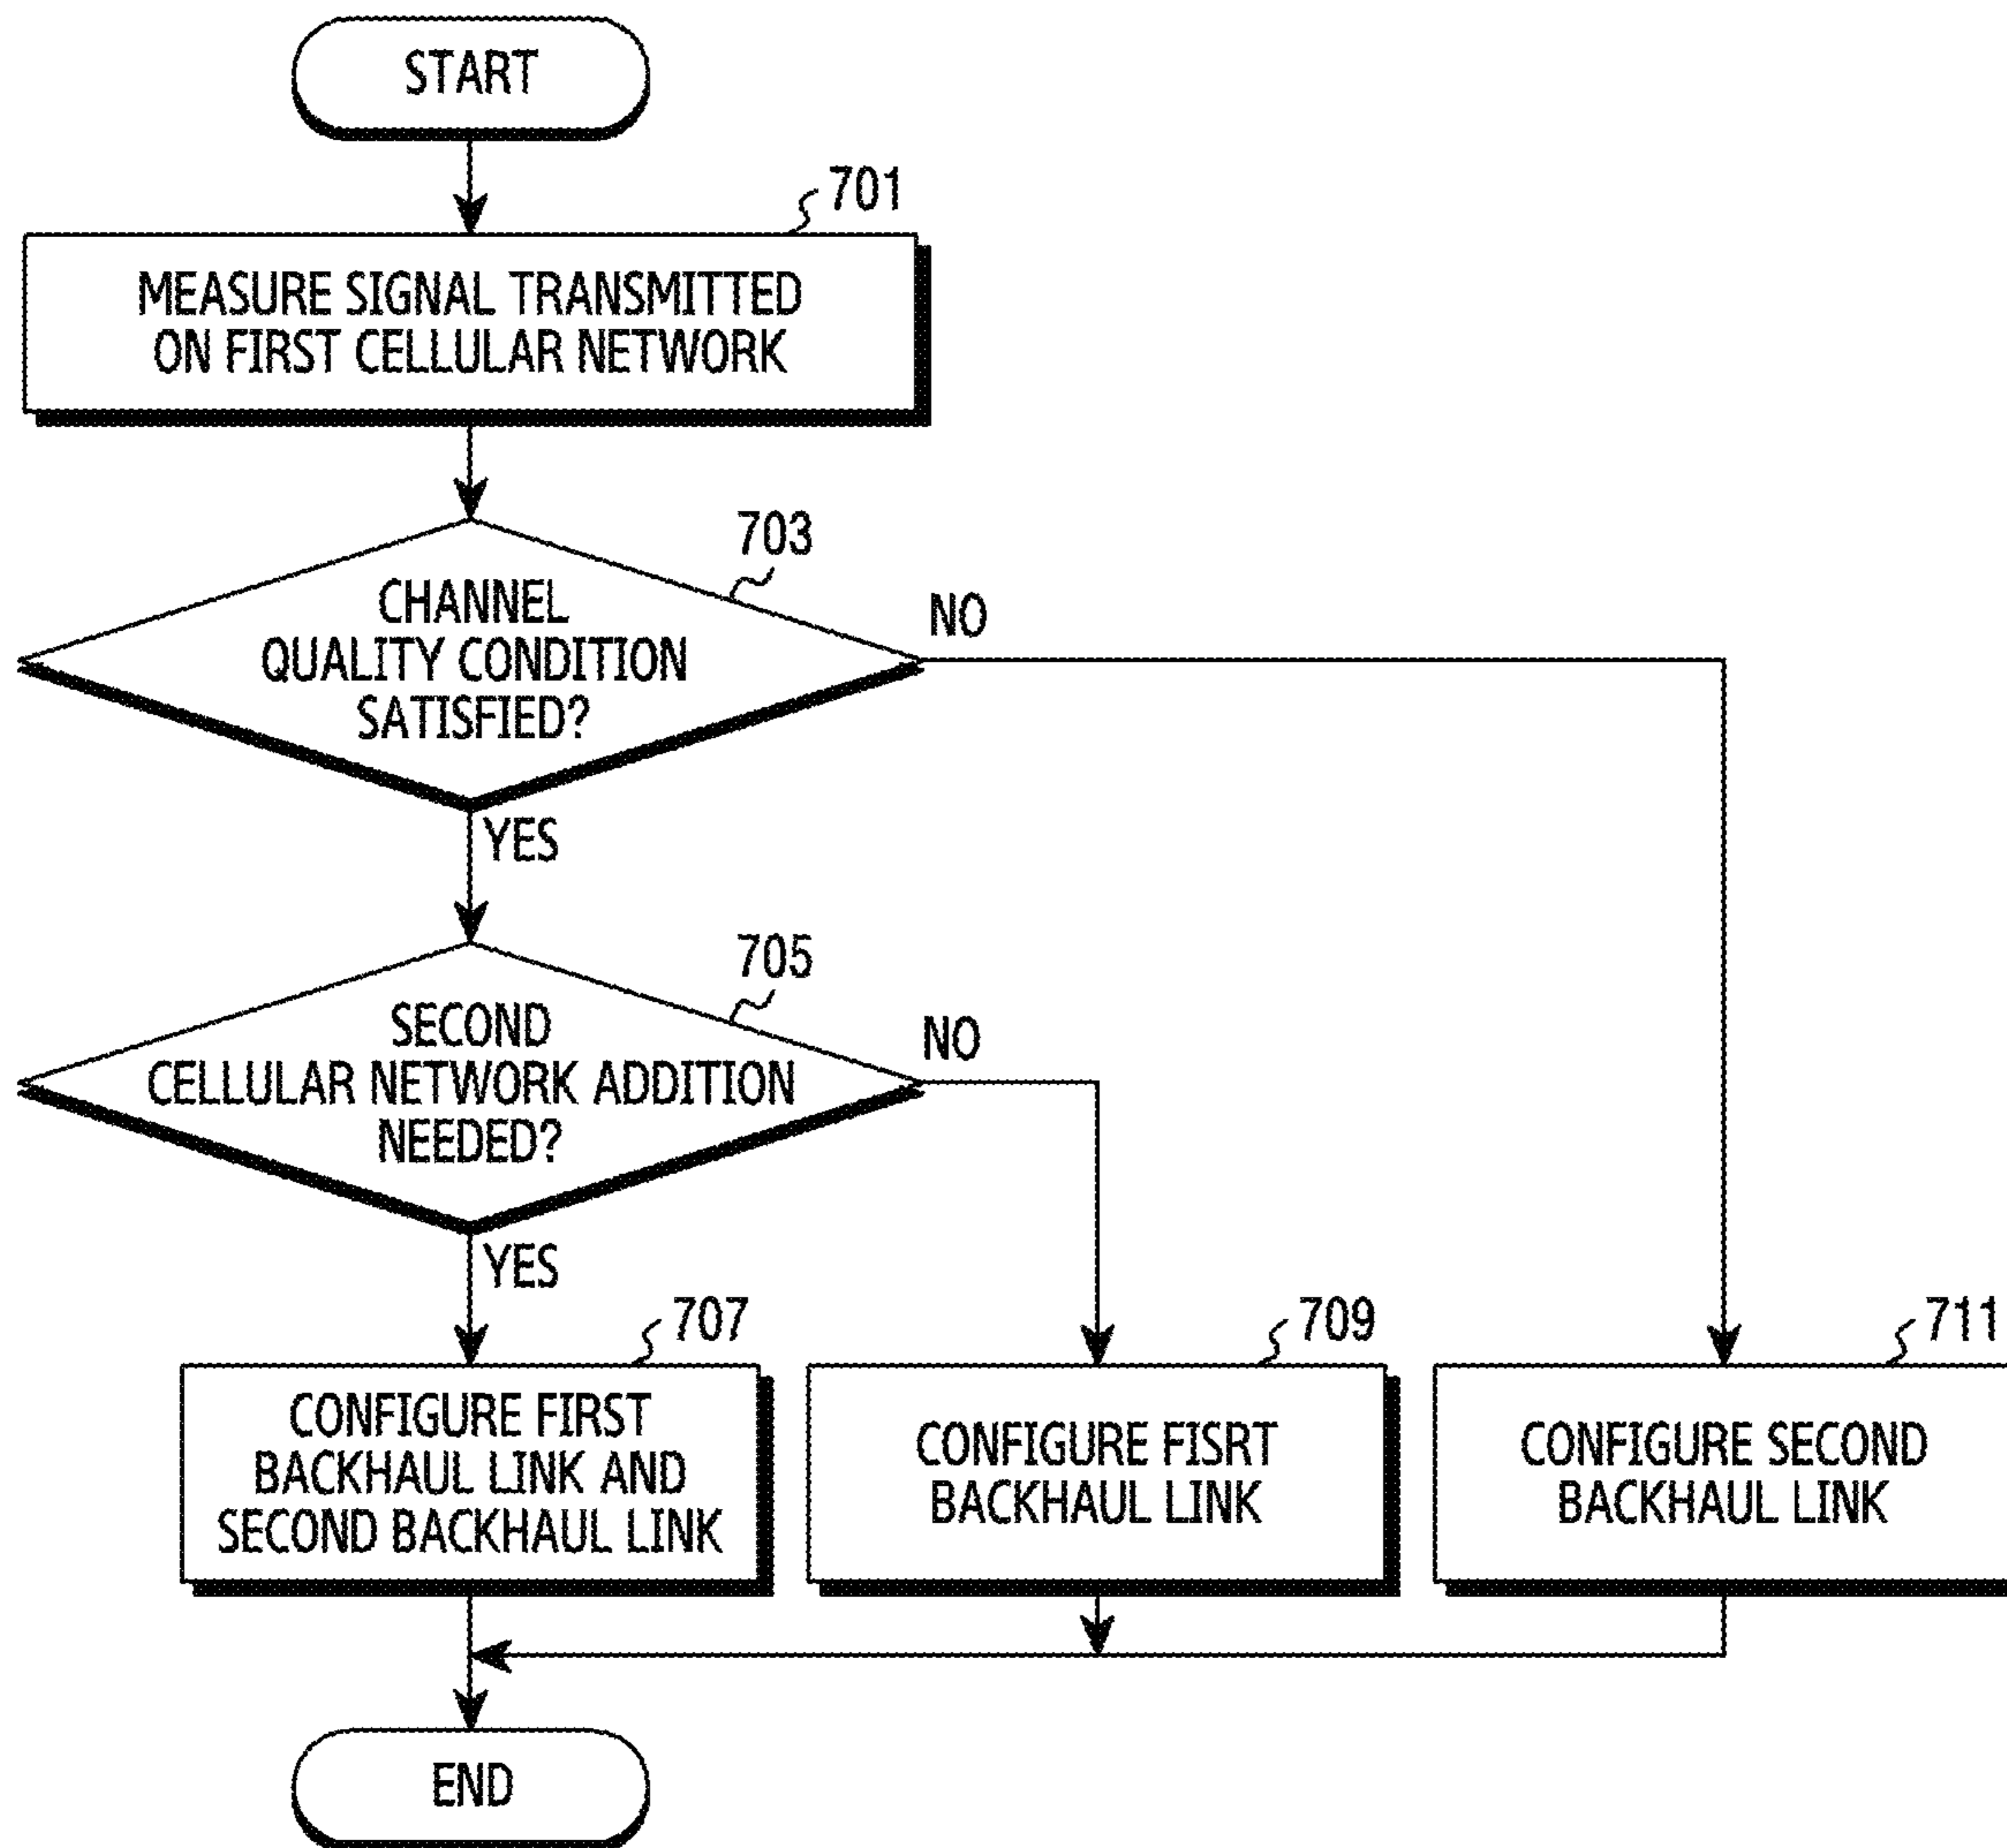 START
701
MEASURE SIGNAL TRANSMITTED
ON FIRST CELLULAR NETWORK
703
CHANNEL
QUALITY CONDITION
SATISFIED?
NO
YES
705
SECOND
CELLULAR NETWORK ADDITION
NEEDED?
NO
YES
707
CONFIGURE FIRST
BACKHAUL LINK AND
SECOND BACKHAUL LINK
709
CONFIGURE FISRT
BACKHAUL LINK
711
CONFIGURE SECOND
BACKHAUL LINK
END